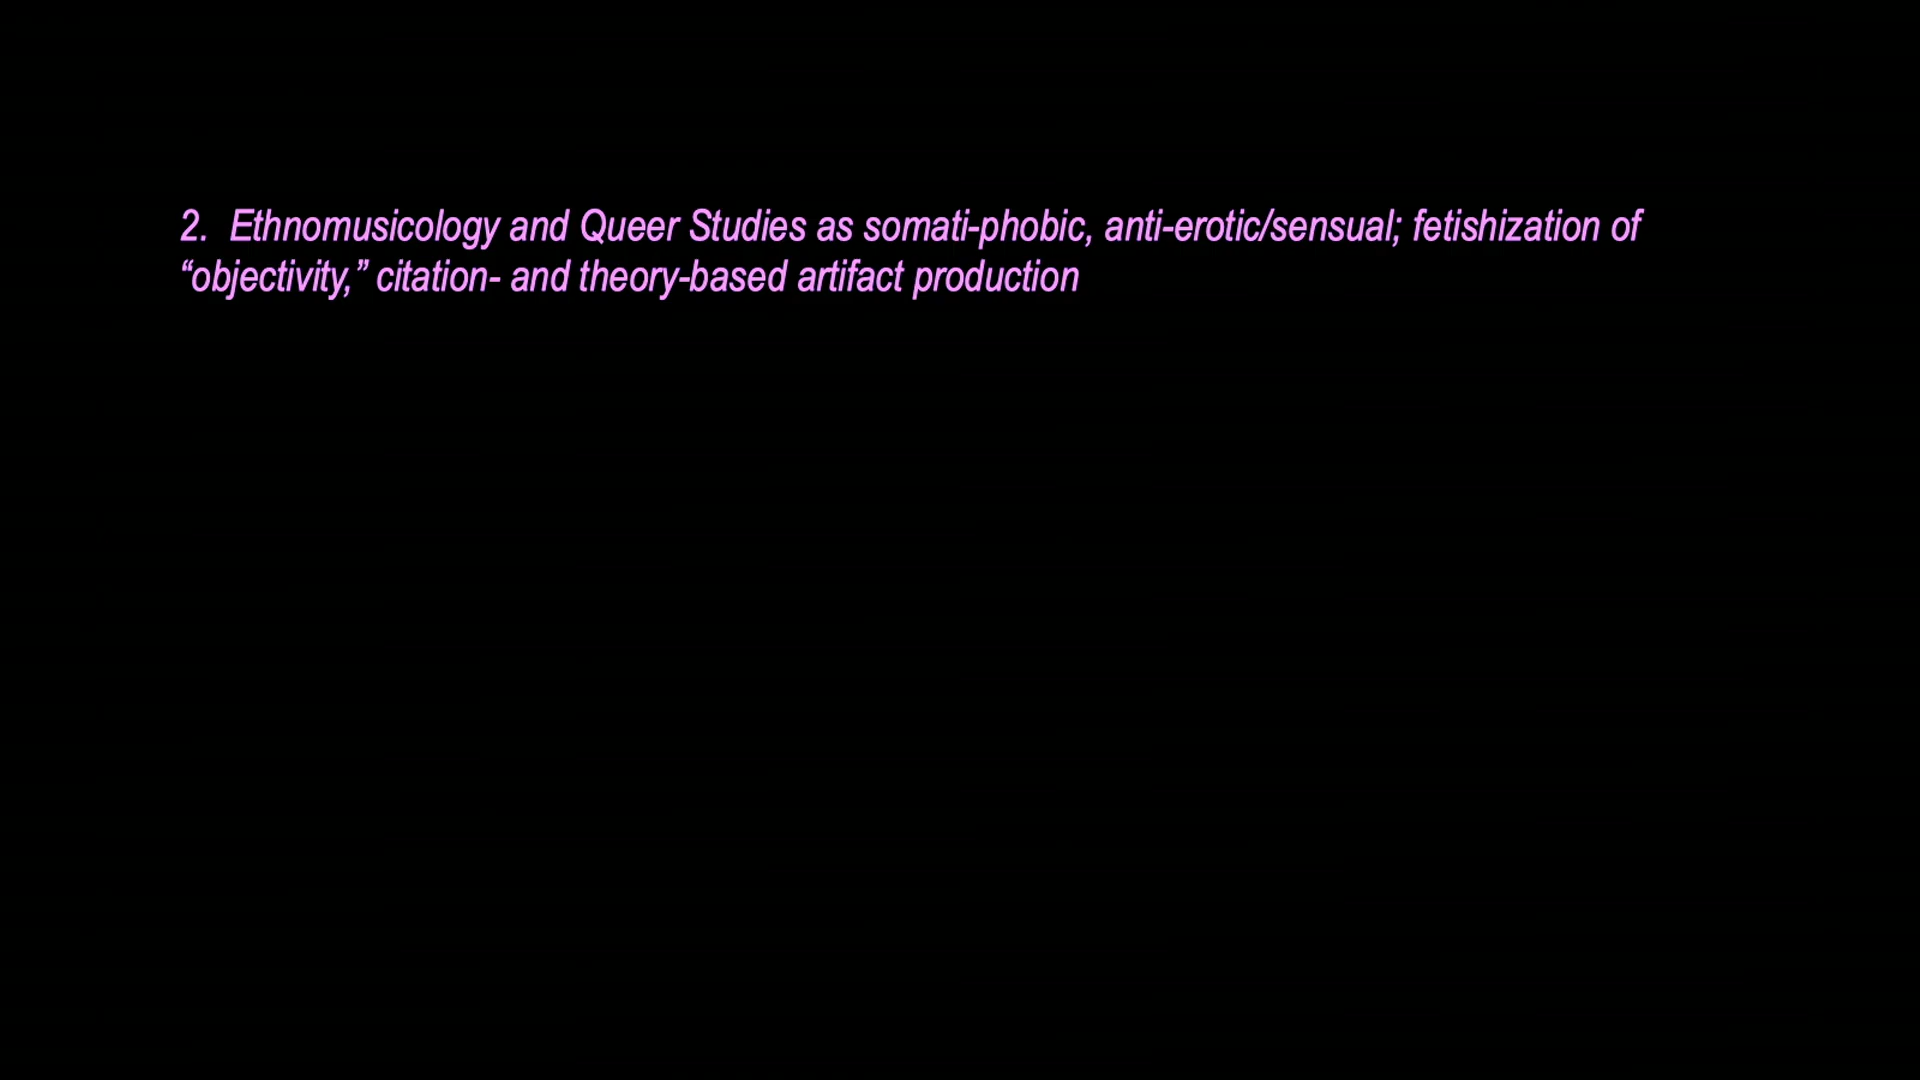 2.  Ethnomusicology and Queer Studies as somati-phobic, anti-erotic/sensual; fetishization of
“objectivity,” citation- and theory-based artifact production